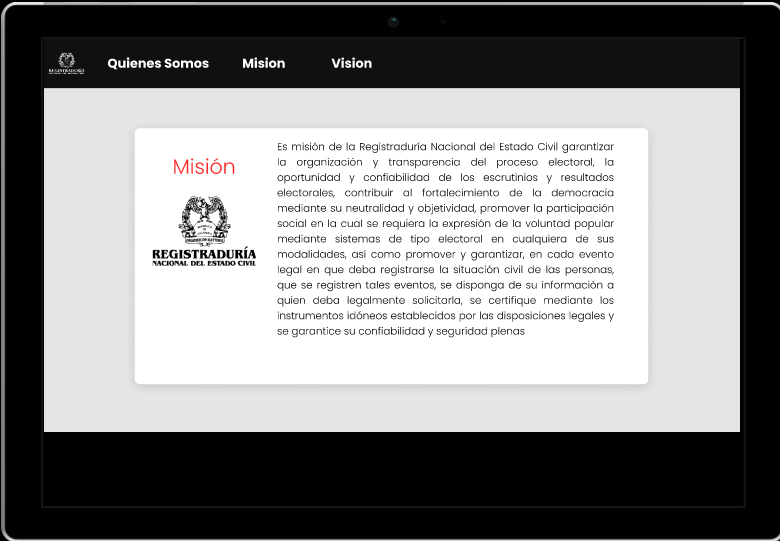 REGISTRADURÍA
Quienes Somos Mision Vision
Misión
REGISTRADURÍA
NACIONAL DEL ESTADO CIVIL
Es misión de la Registraduría Nacional del Estado Civil garantizar
la organización y transparencia del proceso electoral, la
oportunidad y confiabilidad de los escrutinios y resultados
electorales, contribuir al fortalecimiento de la democracia
mediante su neutralidad y objetividad, promover la participación
social en la cual se requiera la expresión de la voluntad popular
mediante sistemas de tipo electoral en cualquiera de sus
modalidades, asi como promover y garantizar, en cada evento
legal en que deba registrarse la situación civil de las personas,
que se registren tales eventos, se disponga de su información a
quien deba legalmente solicitarla, se certifique mediante los
instrumentos idóneos establecidos por las disposiciones legales y
se garantice su confiabilidad y seguridad plenas